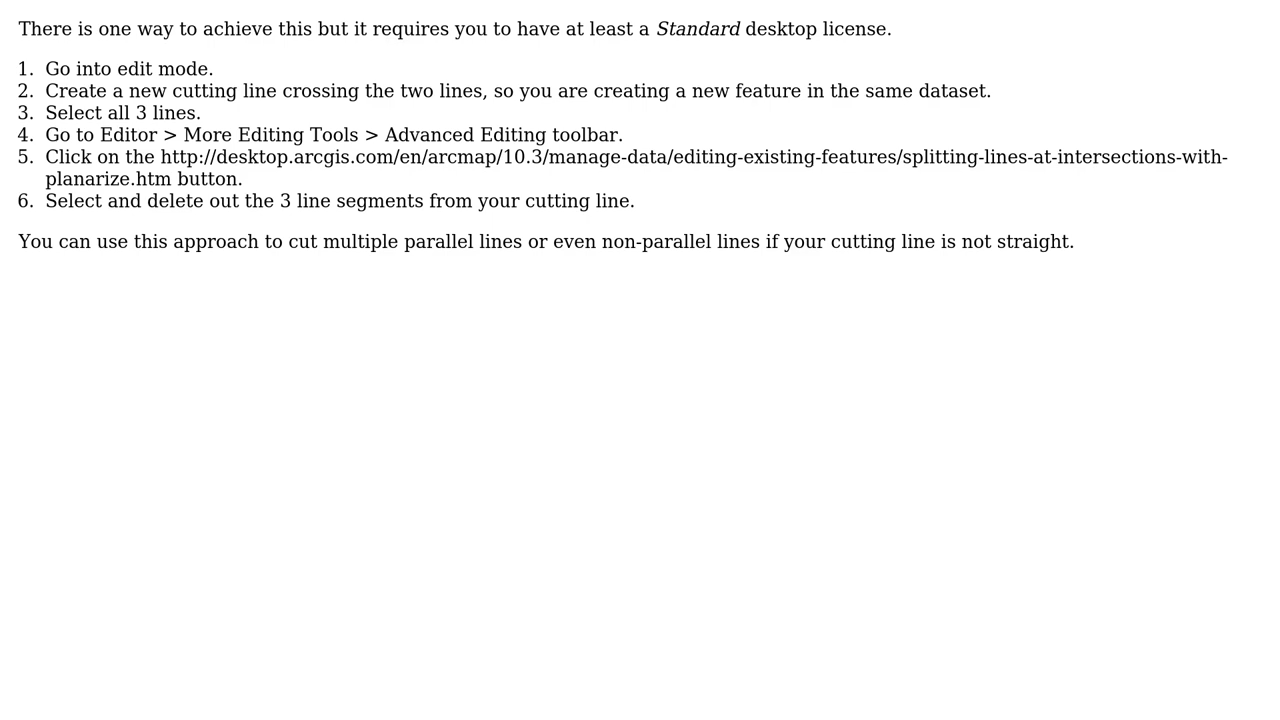 There is one way to achieve this but it requires you to have at least a Standard desktop license.
1. Go into edit mode.
2. Create a new cutting line crossing the two lines, so you are creating a new feature in the same dataset.
3. Select all 3 lines.
4. Go to Editor > More Editing Tools > Advanced Editing toolbar.
5. Click on the http://desktop.arcgis.com/en/arcmap/10.3/manage-data/editing-existing-features/splitting-lines-at-intersections-with-
planarize.htm button.
6. Select and delete out the 3 line segments from your cutting line.
You can use this approach to cut multiple parallel lines or even non-parallel lines if your cutting line is not straight.